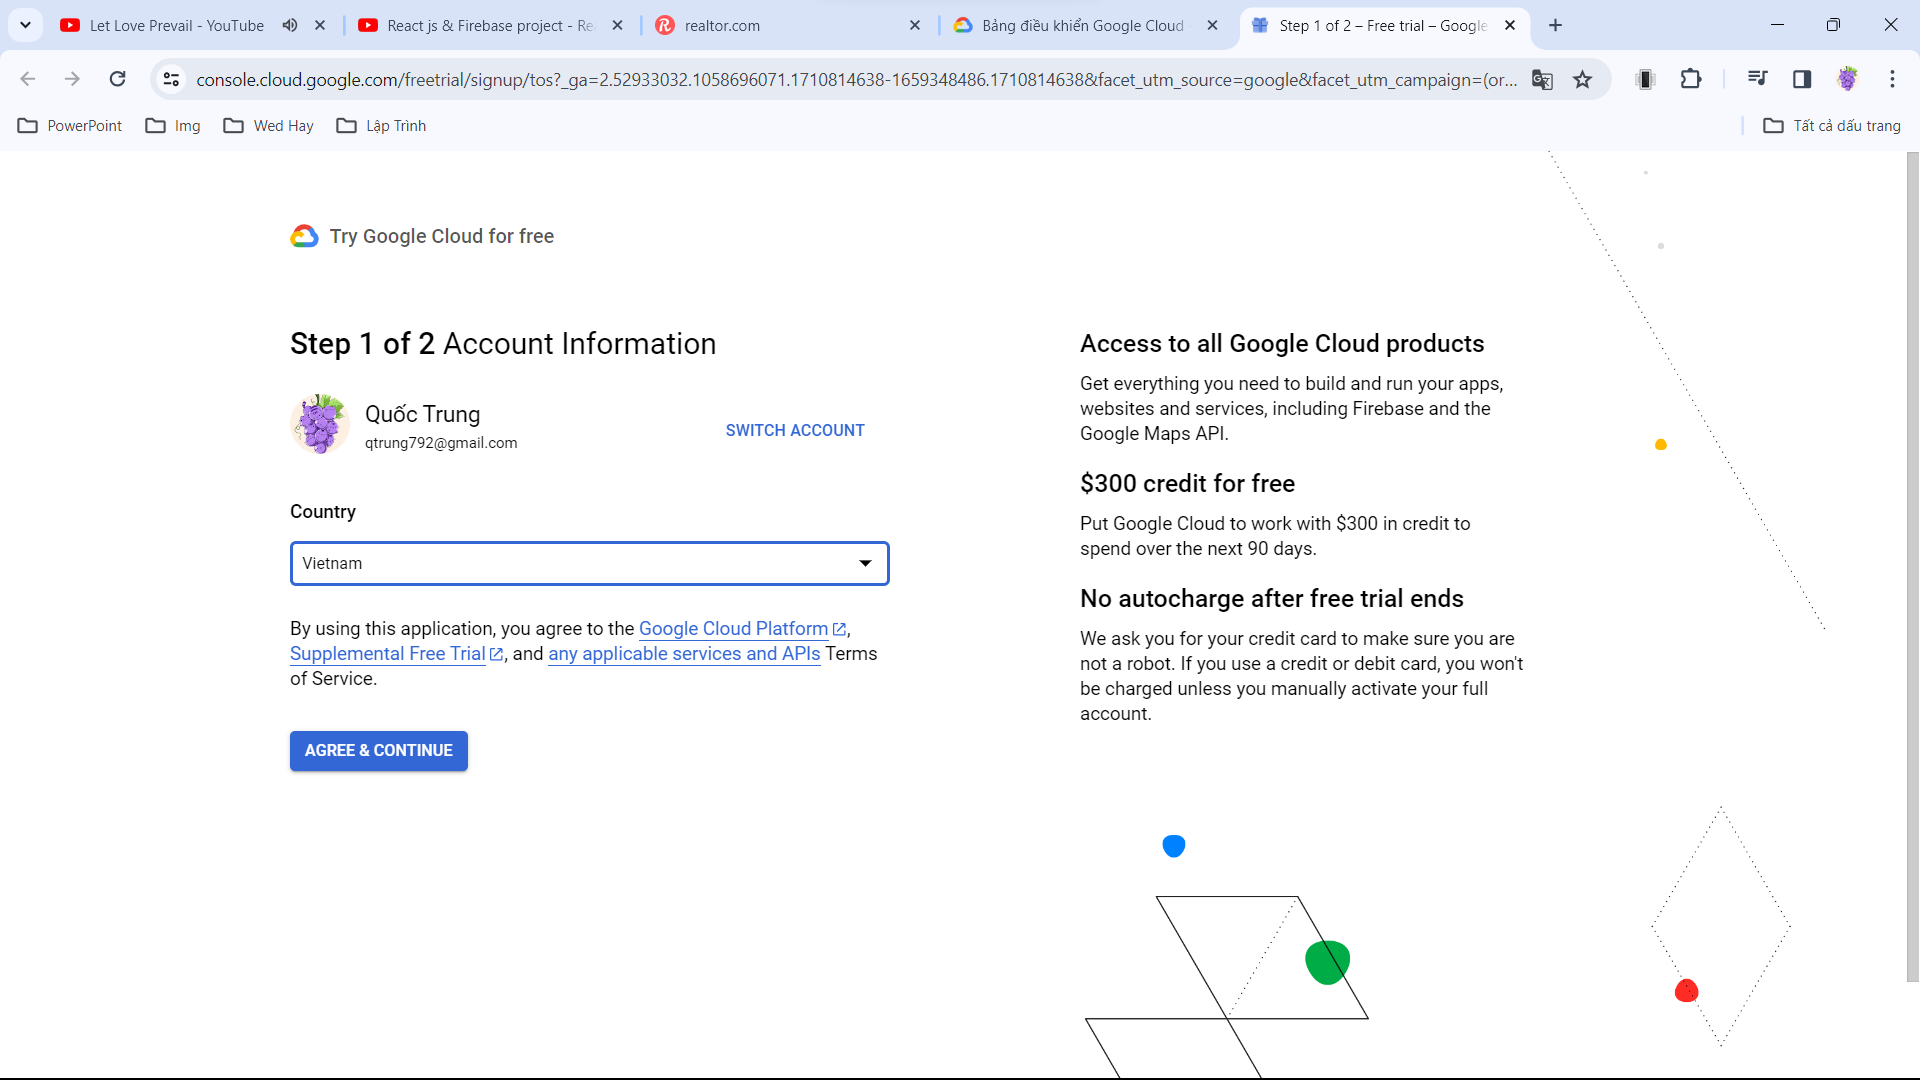 Let Love Prevail - YouTube
React js & Firebase project - Re
realtor.com
Bảng điều khiển Google Cloud
Step 1 of 2 – Free trial – Google
console.cloud.google.com/freetrial/signup/tos?_ga=2.52933032.1058696071.1710814638-1659348486.1710814638&facet_utm_source=google&facet_utm_campaign=(or...
PowerPoint
Img
Wed Hay
Lập Trình
Tất cả dấu trang
Try Google Cloud for free
Step 1 of 2 Account Information
Quốc Trung
qtrung792@gmail.com
SWITCH ACCOUNT
Country
Vietnam
By using this application, you agree to the Google Cloud Platform,
Supplemental Free Trial, and any applicable services and APIs Terms
of Service.
AGREE & CONTINUE
Access to all Google Cloud products
Get everything you need to build and run your apps,
websites and services, including Firebase and the
Google Maps API.
$300 credit for free
Put Google Cloud to work with $300 in credit to
spend over the next 90 days.
No autocharge after free trial ends
We ask you for your credit card to make sure you are
not a robot. If you use a credit or debit card, you won't
be charged unless you manually activate your full
account.